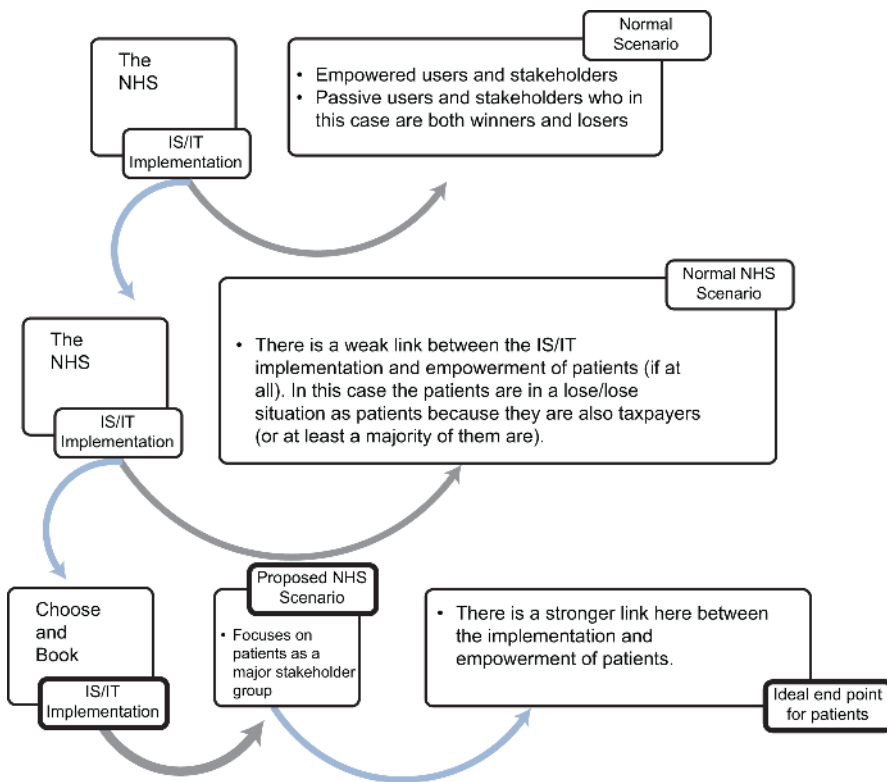 The
NHS
IS/IT
Implementation
Normal
Scenario
• Empowered users and stakeholders
• Passive users and stakeholders who in
this case are both winners and losers
The
NHS
IS/IT
Implementation
Normal NHS
Scenario
• There is a weak link between the IS/IT
implementation and empowerment of patients (if at
all). In this case the patients are in a lose/lose
situation as patients because they are also taxpayers
(or at least a majority of them are).
Choose
and
Book
IS/IT
Implementation
Proposed NHS
Scenario
• Focuses on
patients as a
major stakeholder
group
• There is a stronger link here between
the implementation and
empowerment of patients.
Ideal end point
for patients